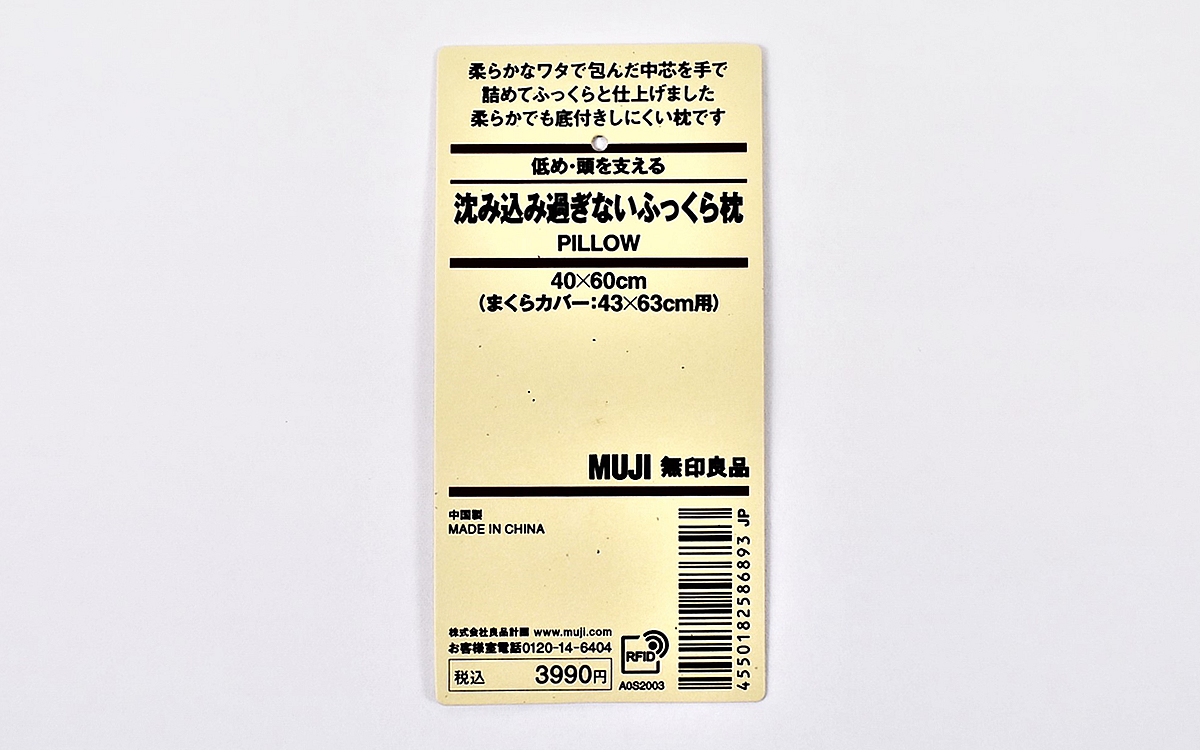 柔らかなワタで包んだ中芯を手で
詰めてふっくらと仕上げました
柔らかでも底付きしにくい枕です
低め・頭を支える
沈み込み過ぎないふっくら枕
PILLOW
40×60cm
（まくらカバー：43×63cm用）
MUJI 無印良品
中国製
MADE IN CHINA
株式会社良品計画 www.muji.com
お客様室電話0120-14-6404
税込 3990円
RFID
A0S2003
4550182586893 JP